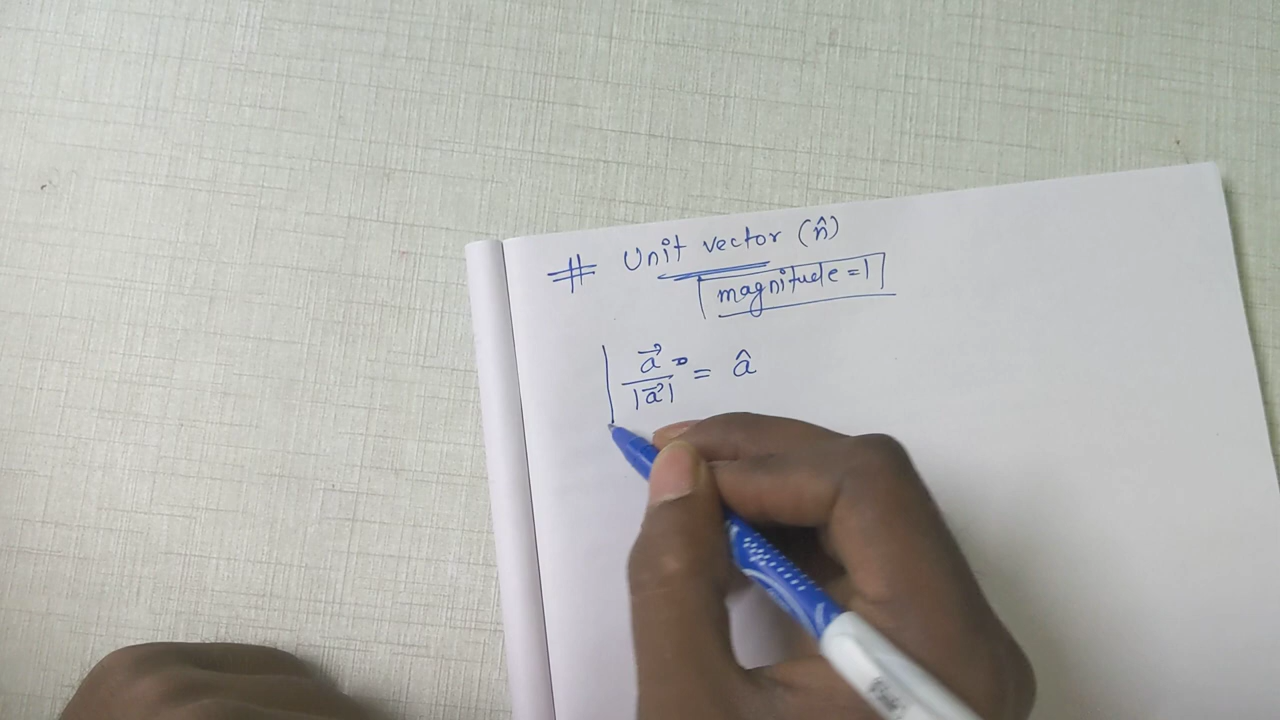 # Unit vector (n̂)
magnitude = 1
a⃗ / |a⃗| = â